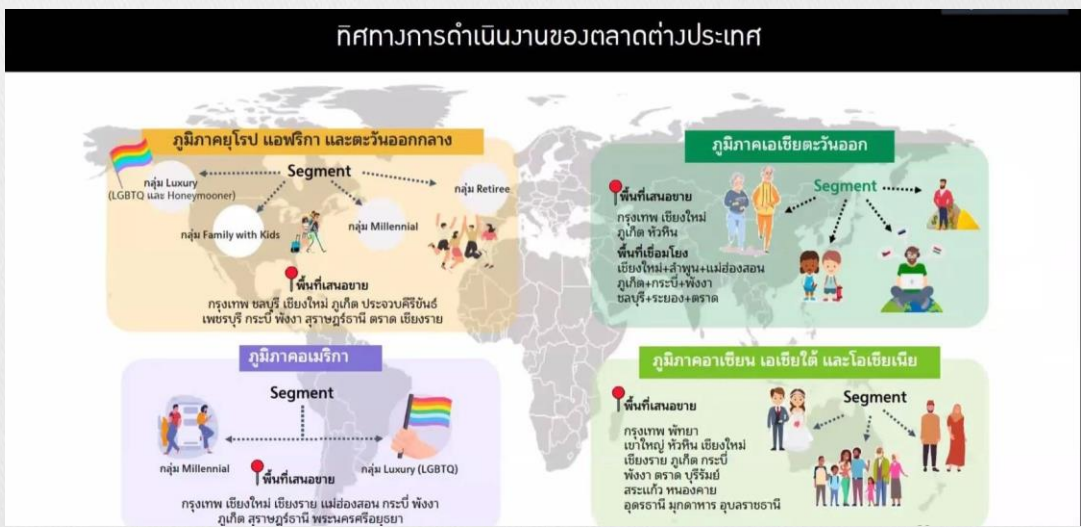 ทิศทางการดำเนินงานของตลาดต่างประเทศ
ภูมิภาคยุโรป แอฟริกา และตะวันออกกลาง
Segment
กลุ่ม Luxury
(LGBTQ และ Honeymooner)
กลุ่ม Retiree
กลุ่ม Family with Kids
กลุ่ม Millennial
พื้นที่เสนอขาย
กรุงเทพ ชลบุรี เชียงใหม่ ภูเก็ต ประจวบคีรีขันธ์
เพชรบุรี กระบี่ พังงา สุราษฎร์ธานี ตราด เชียงราย
ภูมิภาคเอเชียตะวันออก
Segment
พื้นที่เสนอขาย
กรุงเทพ เชียงใหม่
ภูเก็ต หัวหิน
พื้นที่เชื่อมโยง
เชียงใหม่+ลำพูน+แม่ฮ่องสอน
ภูเก็ต+กระบี่+พังงา
ชลบุรี+ระยอง+ตราด
ภูมิภาคอเมริกา
Segment
กลุ่ม Millennial
กลุ่ม Luxury (LGBTQ)
พื้นที่เสนอขาย
กรุงเทพ เชียงใหม่ เชียงราย แม่ฮ่องสอน กระบี่ พังงา
ภูเก็ต สุราษฎร์ธานี พระนครศรีอยุธยา
ภูมิภาคอาเซียน เอเชียใต้ และโอเชียเนีย
Segment
พื้นที่เสนอขาย
กรุงเทพ พัทยา
เขาใหญ่ หัวหิน เชียงใหม่
เชียงราย ภูเก็ต กระบี่
พังงา ตราด บุรีรัมย์
สระแก้ว หนองคาย
อุดรธานี มุกดาหาร อุบลราชธานี